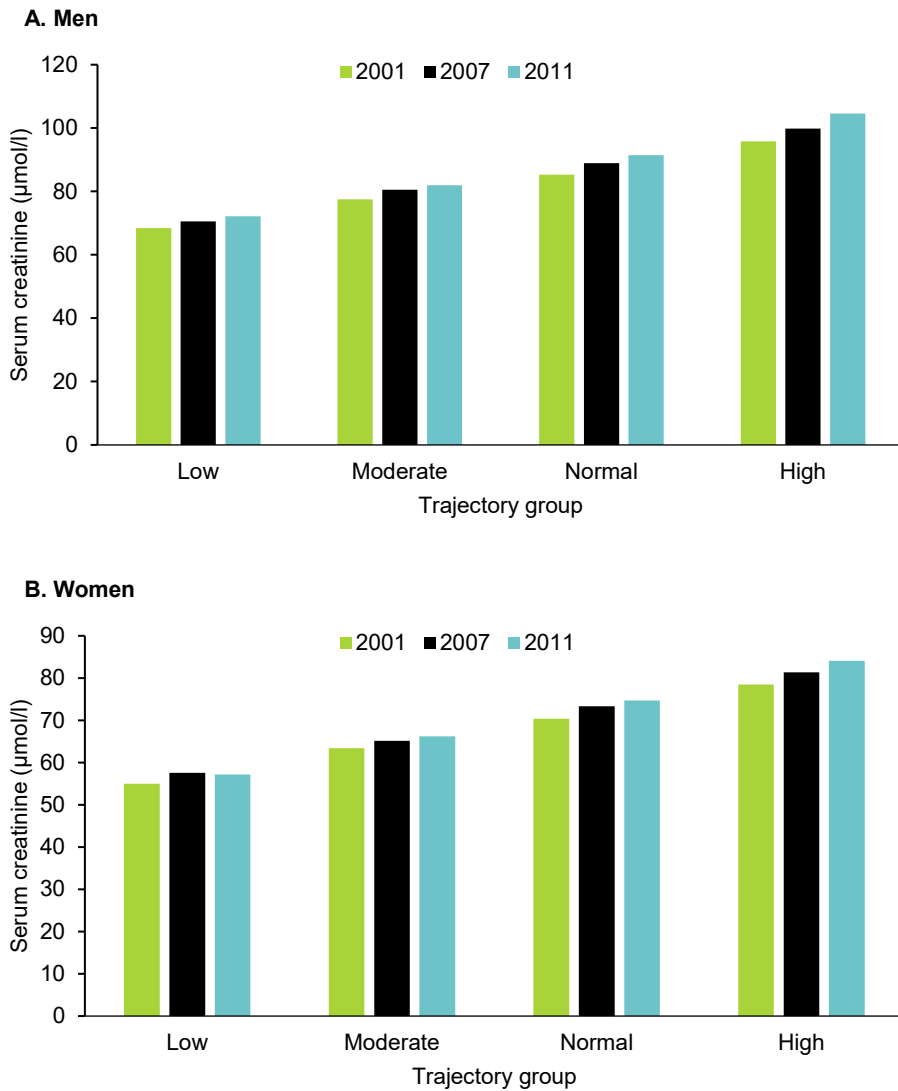 A. Men
2001 2007 2011
Serum creatinine (µmol/l)
120
100
80
60
40
20
0
Low Moderate Normal High
Trajectory group
B. Women
2001 2007 2011
Serum creatinine (µmol/l)
90
80
70
60
50
40
30
20
10
0
Low Moderate Normal High
Trajectory group